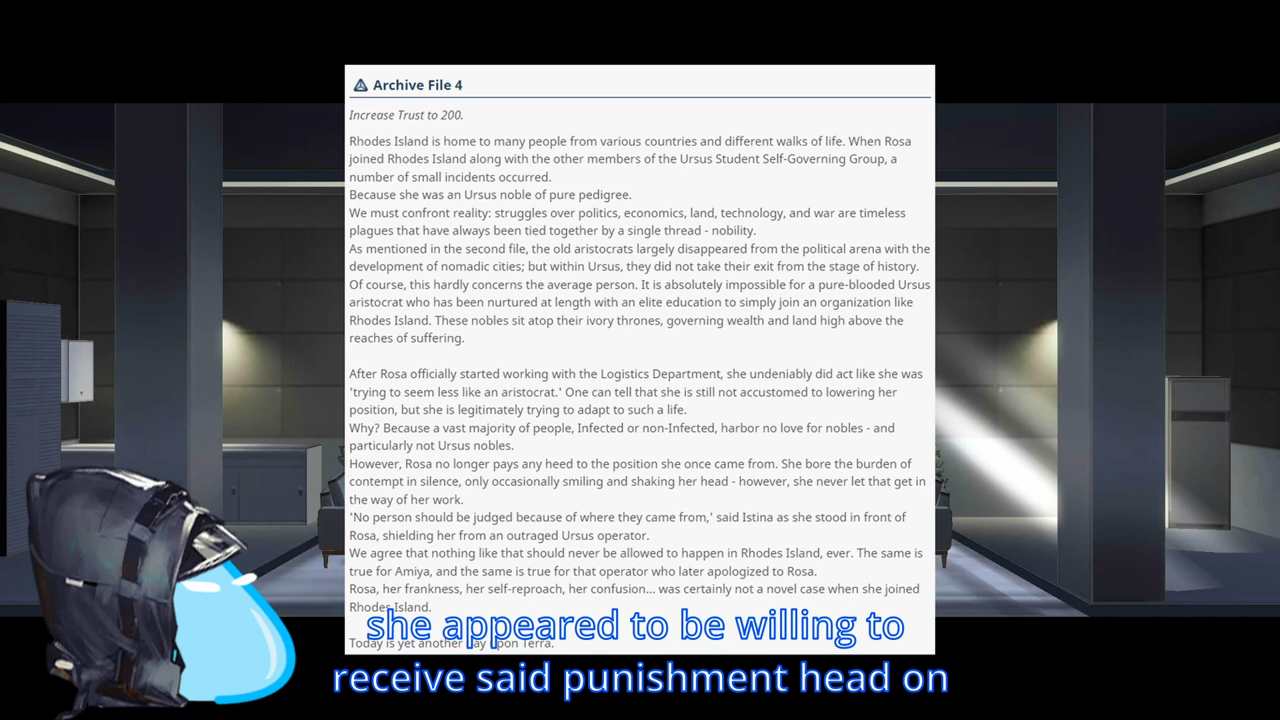 Archive File 4
Increase Trust to 200.
Rhodes Island is home to many people from various countries and different walks of life. When Rosa
joined Rhodes Island along with the other members of the Ursus Student Self-Governing Group, a
number of small incidents occurred.
Because she was an Ursus noble of pure pedigree.
We must confront reality: struggles over politics, economics, land, technology, and war are timeless
plagues that have always been tied together by a single thread - nobility.
As mentioned in the second file, the old aristocrats largely disappeared from the political arena with the
development of nomadic cities; but within Ursus, they did not take their exit from the stage of history.
Of course, this hardly concerns the average person. It is absolutely impossible for a pure-blooded Ursus
aristocrat who has been nurtured at length with an elite education to simply join an organization like
Rhodes Island. These nobles sit atop their ivory thrones, governing wealth and land high above the
reaches of suffering.
After Rosa officially started working with the Logistics Department, she undeniably did act like she was
'trying to seem less like an aristocrat.' One can tell that she is still not accustomed to lowering her
position, but she is legitimately trying to adapt to such a life.
Why? Because a vast majority of people, Infected or non-Infected, harbor no love for nobles - and
particularly not Ursus nobles.
However, Rosa no longer pays any heed to the position she once came from. She bore the burden of
contempt in silence, only occasionally smiling and shaking her head - however, she never let that get in
the way of her work.
'No person should be judged because of where they came from,' said Istina as she stood in front of
Rosa, shielding her from an outraged Ursus operator.
We agree that nothing like that should never be allowed to happen in Rhodes Island, ever. The same is
true for Amiya, and the same is true for that operator who later apologized to Rosa.
Rosa, her frankness, her self-reproach, her confusion... was certainly not a novel case when she joined
Rhodes Island.
she appeared to be willing to
Today is yet another day upon Terra.
receive said punishment head on